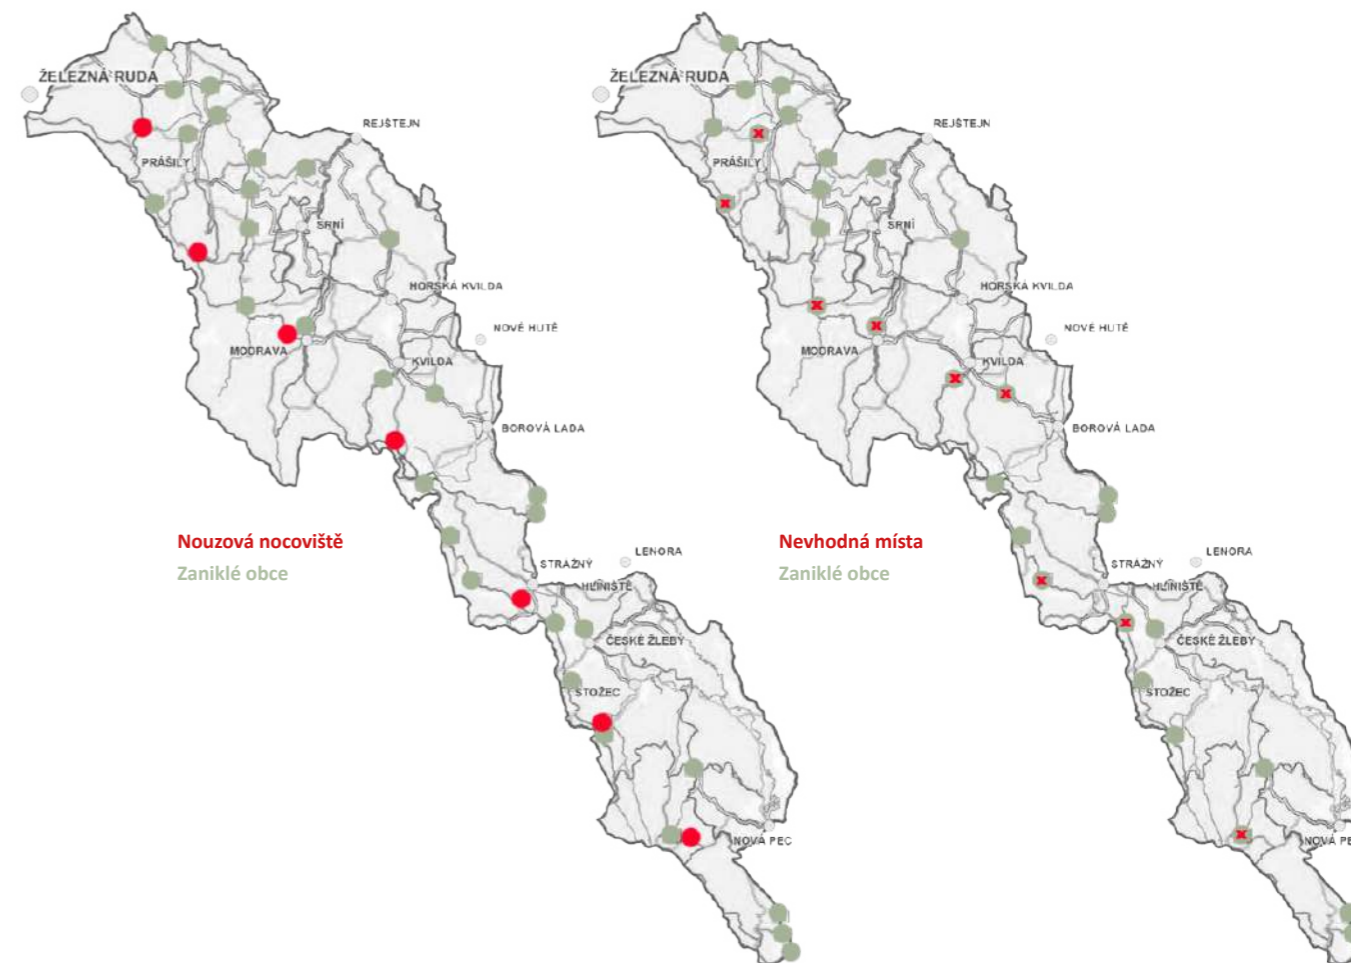 ŽELEZNÁ RUDA
REJŠTEJN
PRÁŠILY
SRNÍ
HORSKÁ KVILDA
NOVÉ HUTĚ
MODRAVA
KVILDA
BOROVÁ LADA
Nouzová nocoviště
Zaniklé obce
STRÁŽNÝ
LENORA
HLINIŠTĚ
ČESKÉ ŽLEBY
STOŽEC
NOVÁ PEC
ŽELEZNÁ RUDA
REJŠTEJN
PRÁŠILY
SRNÍ
HORSKÁ KVILDA
NOVÉ HUTĚ
MODRAVA
KVILDA
BOROVÁ LADA
Nevhodná místa
Zaniklé obce
STRÁŽNÝ
LENORA
HLINIŠTĚ
ČESKÉ ŽLEBY
STOŽEC
NOVÁ PE